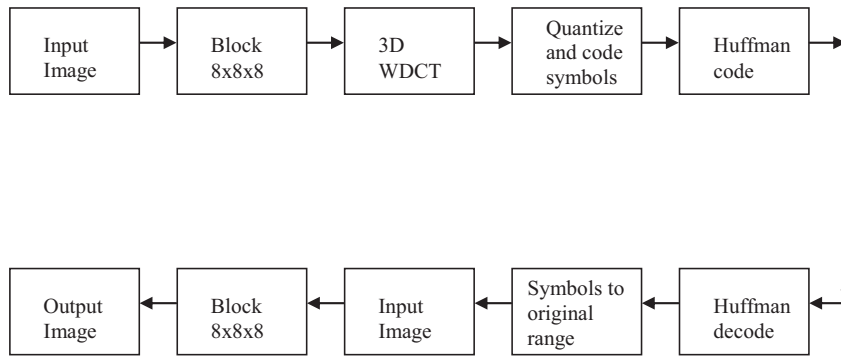 Input
Image
Block
8x8x8
3D
WDCT
Quantize
and code
symbols
Huffman
code
Output
Image
Block
8x8x8
Input
Image
Symbols to
original
range
Huffman
decode